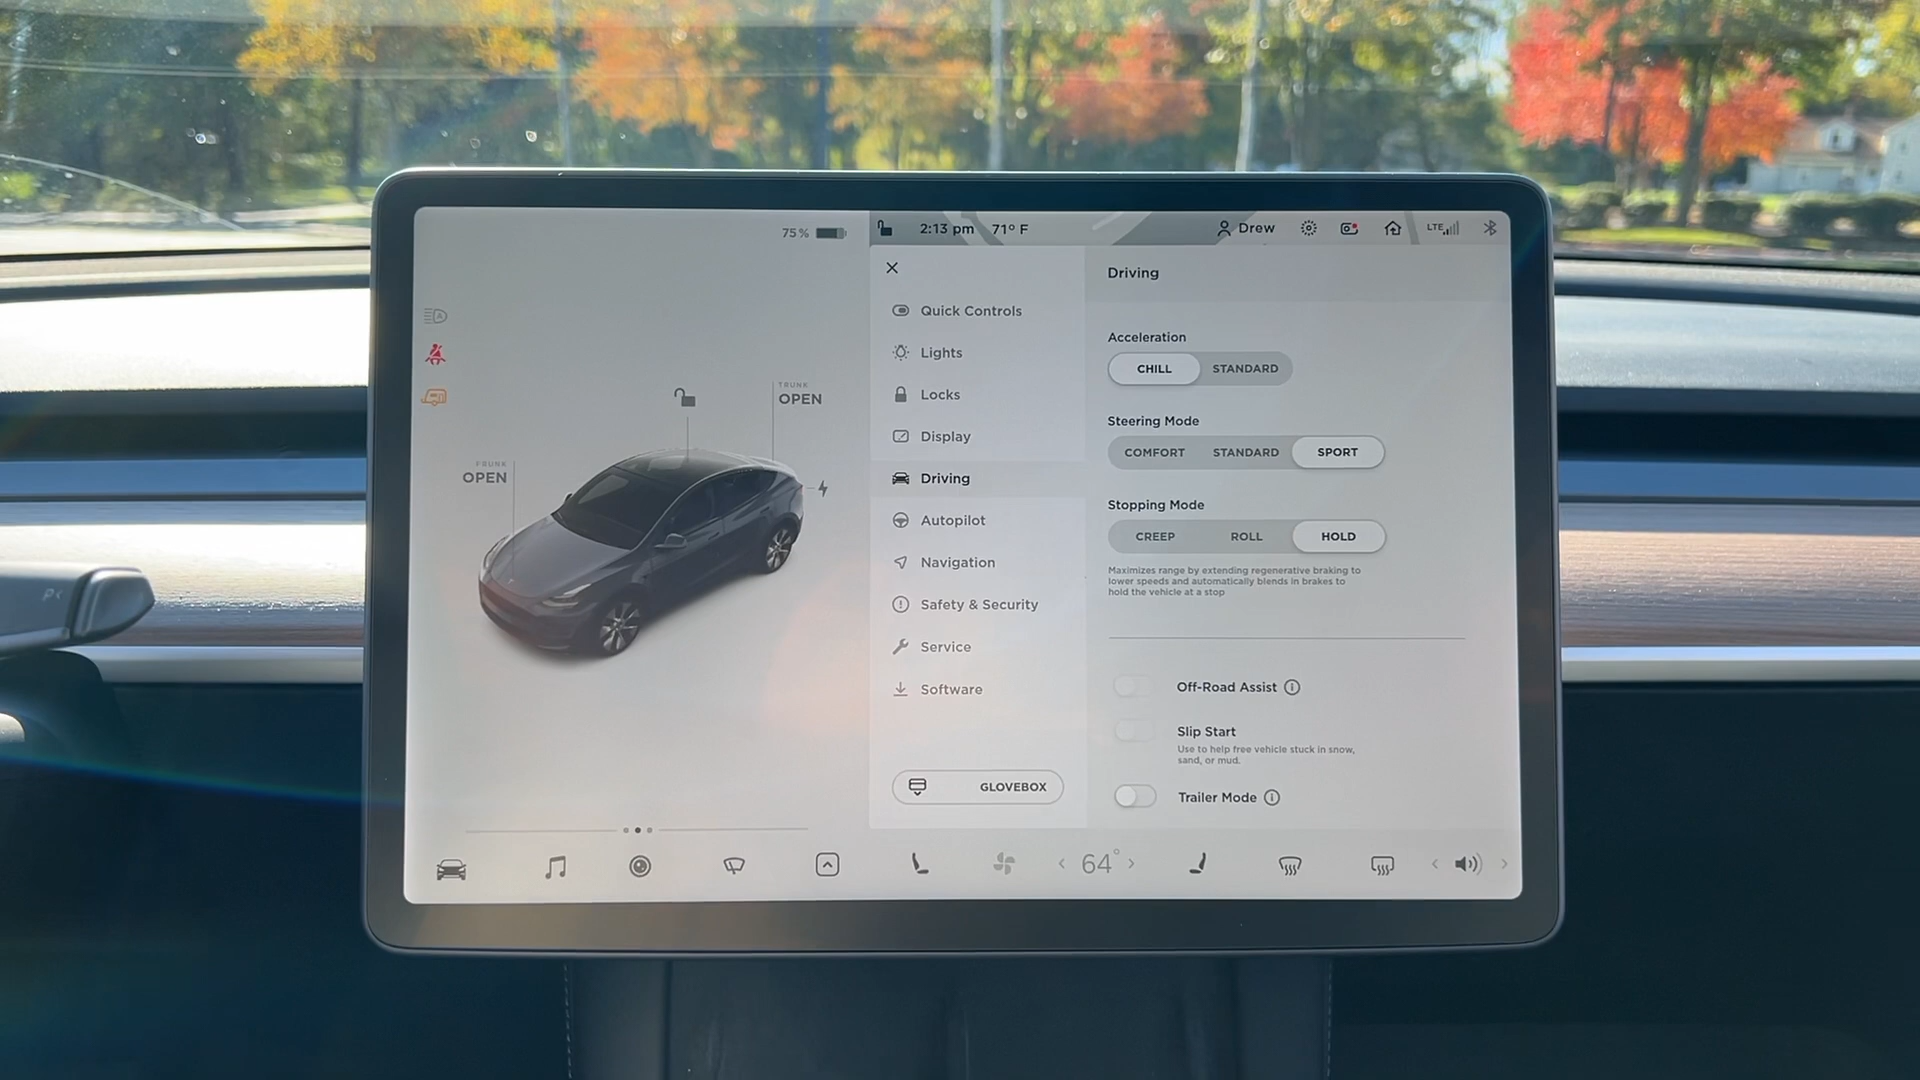 75%
2:13 pm 71° F
Drew
LTE
Driving
Quick Controls
Lights
Locks
Display
Driving
Autopilot
Navigation
Safety & Security
Service
Software
GLOVEBOX
TRUNK
OPEN
FRUNK
OPEN
Acceleration
CHILL STANDARD
Steering Mode
COMFORT STANDARD SPORT
Stopping Mode
CREEP ROLL HOLD
Maximizes range by extending regenerative braking to
lower speeds and automatically blends in brakes to
hold the vehicle at a stop
Off-Road Assist
Slip Start
Use to help free vehicle stuck in snow,
sand, or mud.
Trailer Mode
64°
P